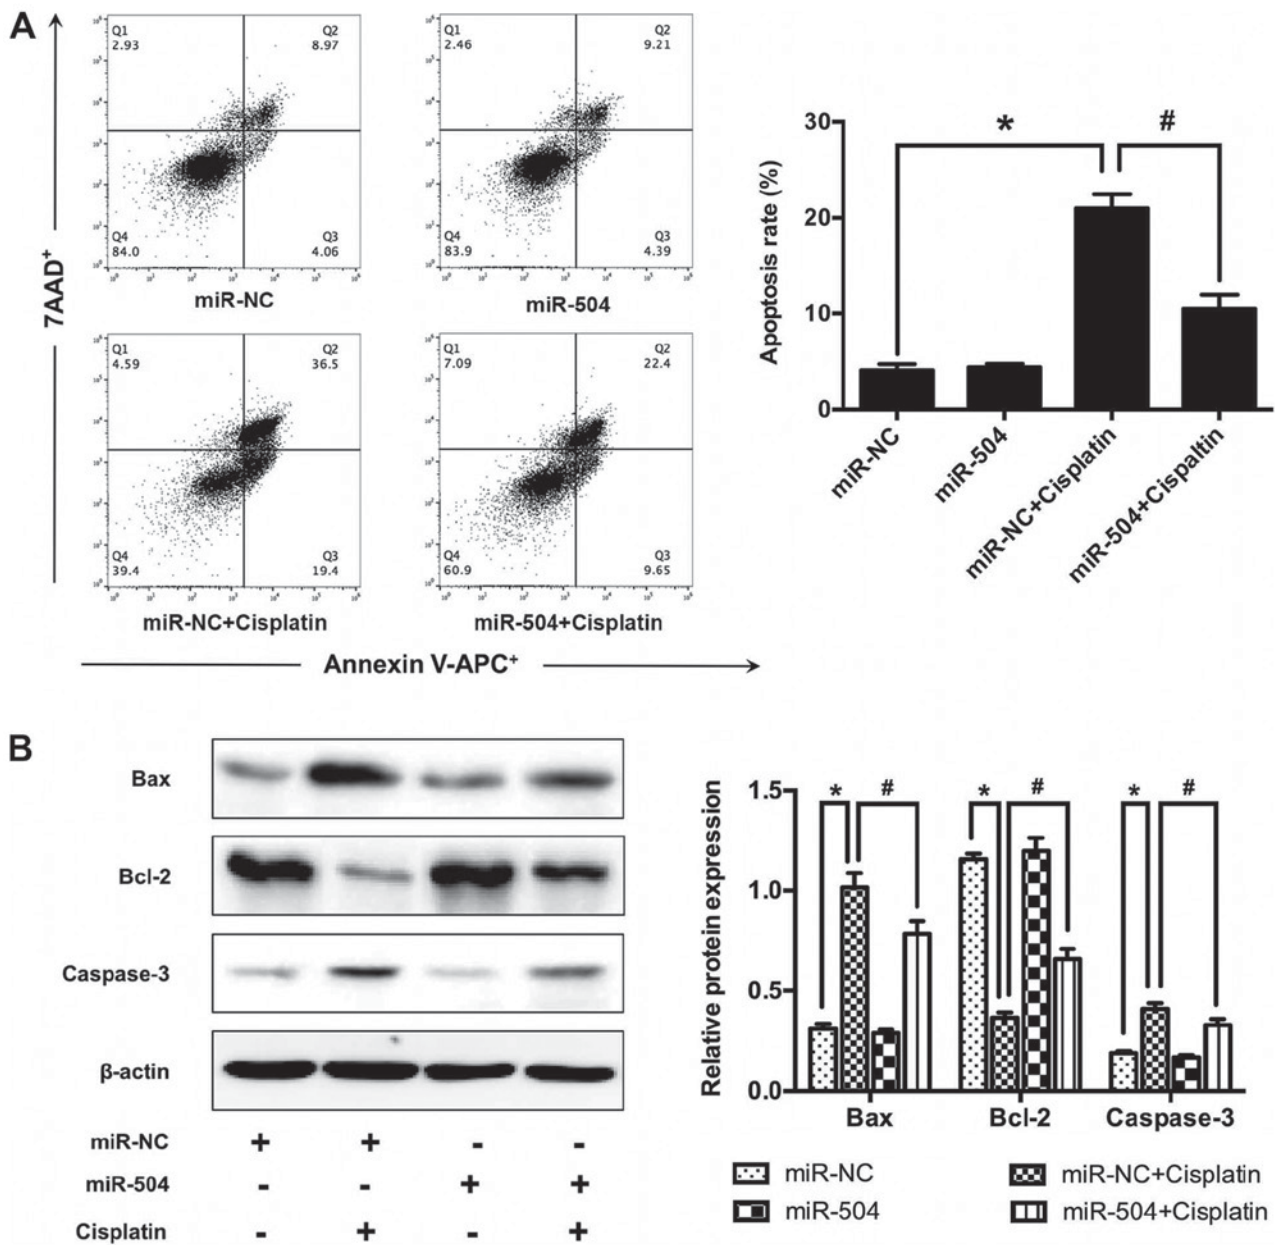 A
7AAD+
Q1
2.93
Q2
8.97
Q4
84.0
Q3
4.06
miR-NC
Q1
2.46
Q2
9.21
Q4
83.9
Q3
4.39
miR-504
Q1
4.59
Q2
36.5
Q4
39.4
Q3
19.4
miR-NC+Cisplatin
Q1
7.09
Q2
22.4
Q4
60.9
Q3
9.65
miR-504+Cisplatin
Annexin V-APC+
Apoptosis rate (%)
30
20
10
0
* #
miR-NC
miR-504
miR-NC+Cisplatin
miR-504+Cispaltin
B
Bax
Bcl-2
Caspase-3
β-actin
miR-NC + + - -
miR-504 - - + +
Cisplatin - + - +
Relative protein expression
1.5
1.0
0.5
0.0
* # * # * #
Bax Bcl-2 Caspase-3
miR-NC miR-NC+Cisplatin
miR-504 miR-504+Cisplatin